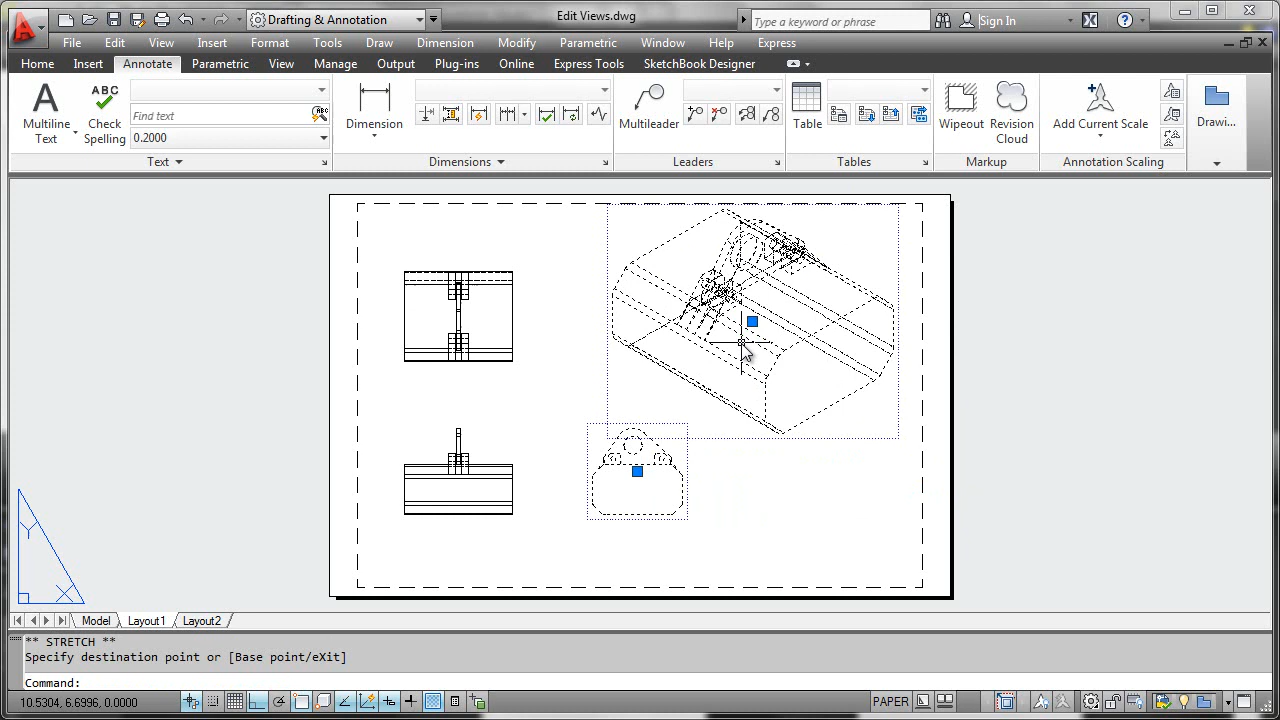 Drafting & Annotation
Edit Views.dwg
Type a keyword or phrase
Sign In
File Edit View Insert Format Tools Draw Dimension Modify Parametric Window Help Express
Home Insert Annotate Parametric View Manage Output Plug-ins Online Express Tools SketchBook Designer
Multiline Text
ABC
Check Spelling
Find text
0.2000
Text
Dimension
Dimensions
Multileader
Leaders
Table
Tables
Wipeout
Revision Cloud
Markup
Add Current Scale
Annotation Scaling
Drawi...
Y
X
Model Layout1 Layout2
** STRETCH **
Specify destination point or [Base point/eXit]
Command:
10.5304, 6.6996, 0.0000
PAPER